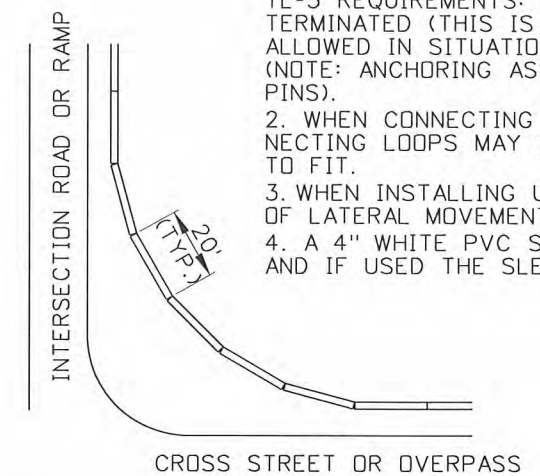 TL-3 REQUIREMENTS:
TERMINATED (THIS IS
ALLOWED IN SITUATIO
(NOTE: ANCHORING AS
PINS).
2. WHEN CONNECTING
NECTING LOOPS MAY
TO FIT.
3. WHEN INSTALLING U
OF LATERAL MOVEMENT
4. A 4" WHITE PVC S
AND IF USED THE SLE
INTERSECTION ROAD OR RAMP
20'
(TYP.)
CROSS STREET OR OVERPASS